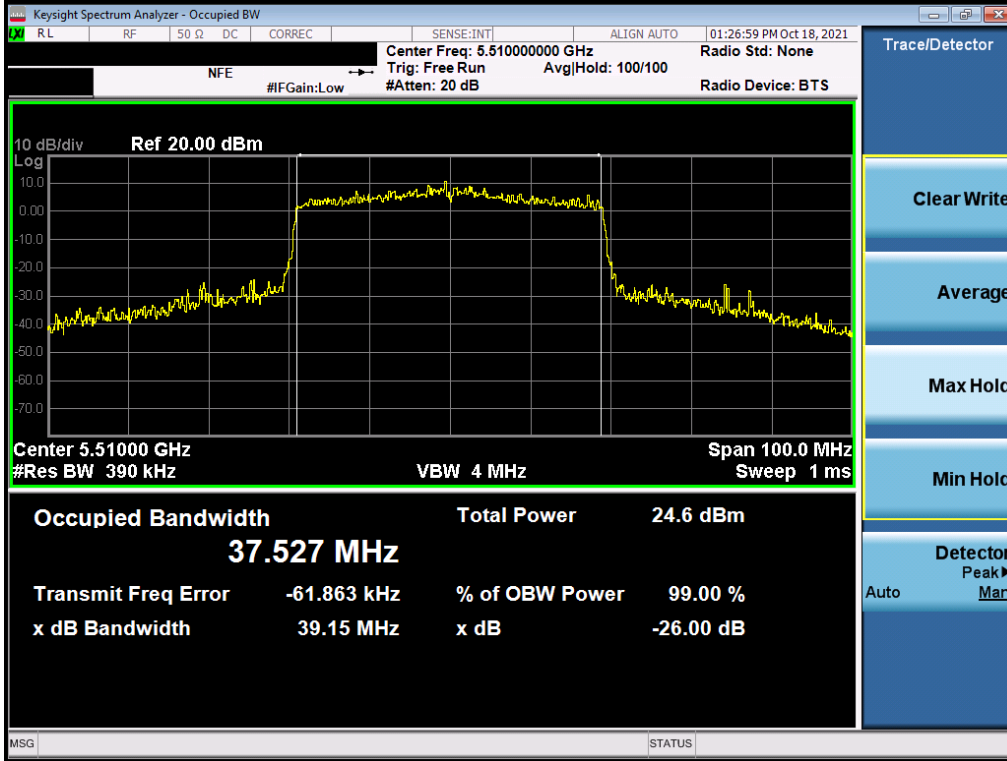 Keysight Spectrum Analyzer - Occupied BW
LXI RL RF 50 Ω DC CORREC SENSE:INT ALIGN AUTO 01:26:59 PM Oct 18, 2021
Center Freq: 5.510000000 GHz Radio Std: None
NFE Trig: Free Run Avg|Hold: 100/100
#IFGain:Low #Atten: 20 dB Radio Device: BTS
10 dB/div Ref 20.00 dBm
Log
10.0
0.00
-10.0
-20.0
-30.0
-40.0
-50.0
-60.0
-70.0
Center 5.51000 GHz Span 100.0 MHz
#Res BW 390 kHz VBW 4 MHz Sweep 1 ms
Occupied Bandwidth Total Power 24.6 dBm
37.527 MHz
Transmit Freq Error -61.863 kHz % of OBW Power 99.00 %
x dB Bandwidth 39.15 MHz x dB -26.00 dB
MSG STATUS
Trace/Detector
Clear Write
Average
Max Hold
Min Hold
Detector
Peak
Auto Man